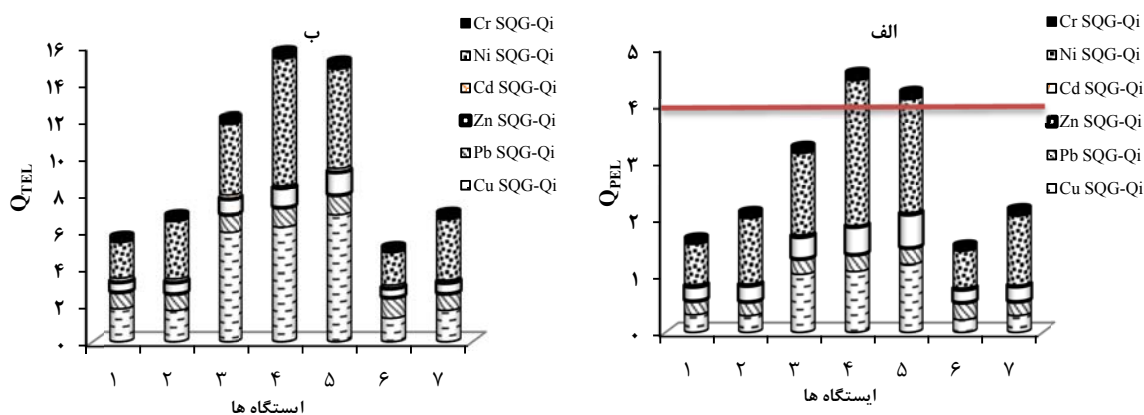 ب
Q_TEL
۱۶
۱۴
۱۲
۱۰
۸
۶
۴
۲
۰
۱ ۲ ۳ ۴ ۵ ۶ ۷
ایستگاه ها
Cr SQG-Qi
Ni SQG-Qi
Cd SQG-Qi
Zn SQG-Qi
Pb SQG-Qi
Cu SQG-Qi
الف
Q_PEL
۵
۴
۳
۲
۱
۰
۱ ۲ ۳ ۴ ۵ ۶ ۷
ایستگاه ها
Cr SQG-Qi
Ni SQG-Qi
Cd SQG-Qi
Zn SQG-Qi
Pb SQG-Qi
Cu SQG-Qi